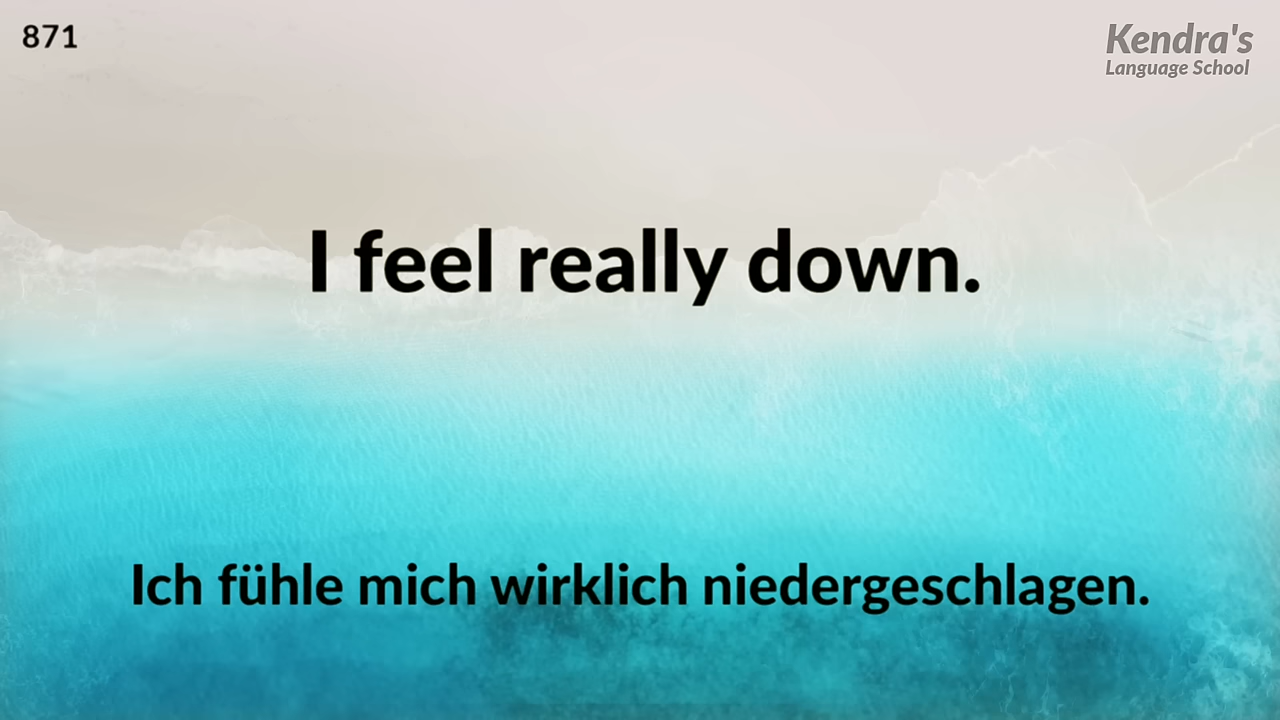 871
Kendra's
Language School
I feel really down.
Ich fühle mich wirklich niedergeschlagen.